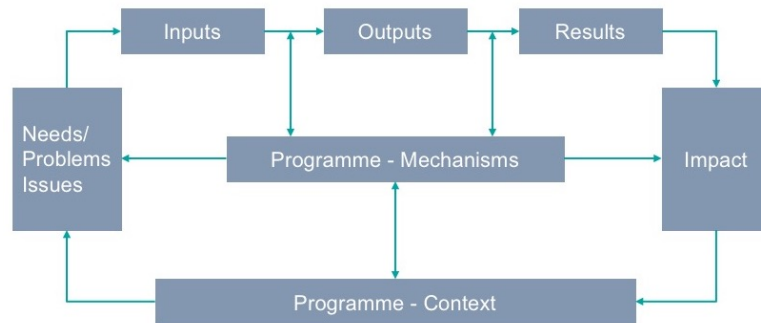 Inputs
Outputs
Results
Needs/
Problems
Issues
Programme - Mechanisms
Impact
Programme - Context